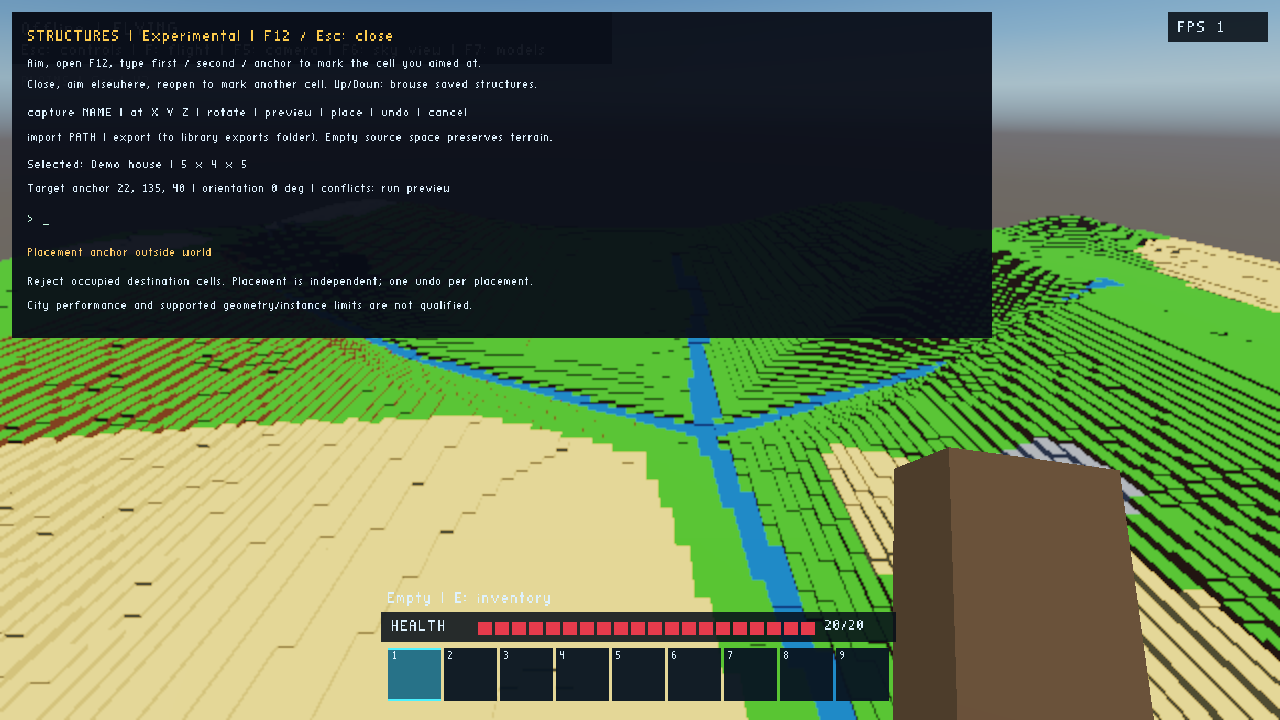 STRUCTURES | Experimental | F12 / Esc: close
FPS 1
Aim, open F12, type first / second / anchor to mark the cell you aimed at.
Close, aim elsewhere, reopen to mark another cell. Up/Down: browse saved structures.
capture NAME | at X Y Z | rotate | preview | place | undo | cancel
import PATH | export (to library exports folder). Empty source space preserves terrain.
Selected: Demo house | 5 x 4 x 5
Target anchor 22, 135, 40 | orientation 0 deg | conflicts: run preview
> _
Placement anchor outside world
Reject occupied destination cells. Placement is independent; one undo per placement.
City performance and supported geometry/instance limits are not qualified.
Empty | E: inventory
HEALTH 20/20
1 2 3 4 5 6 7 8 9